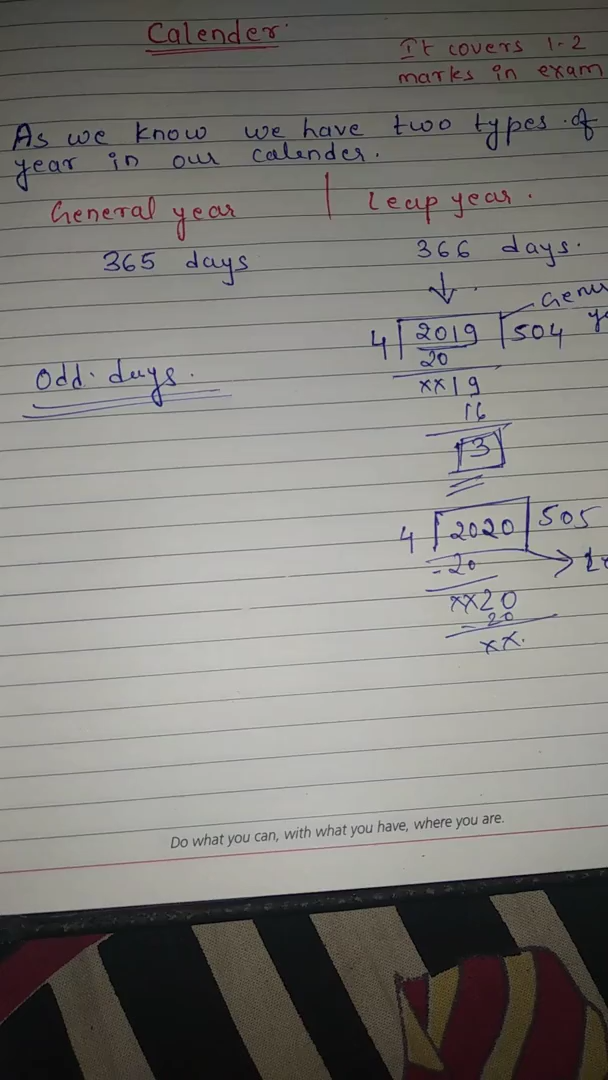 Calender
It covers 1-2
marks in exam
As we know we have two types of
year in our calender.
General year | Leap year.
365 days
366 days.
4 2019 504
20
xx19
16
3
Odd days.
4 2020 505
-20
xx20
-20
xx.
Do what you can, with what you have, where you are.